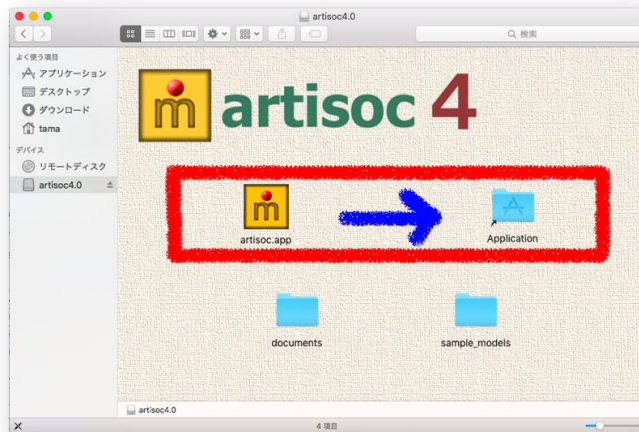 artisoc4.0
検索
よく使う項目
アプリケーション
デスクトップ
ダウンロード
tama
デバイス
リモートディスク
artisoc4.0
artisoc 4
artisoc.app
Application
documents
sample_models
artisoc4.0
4 項目